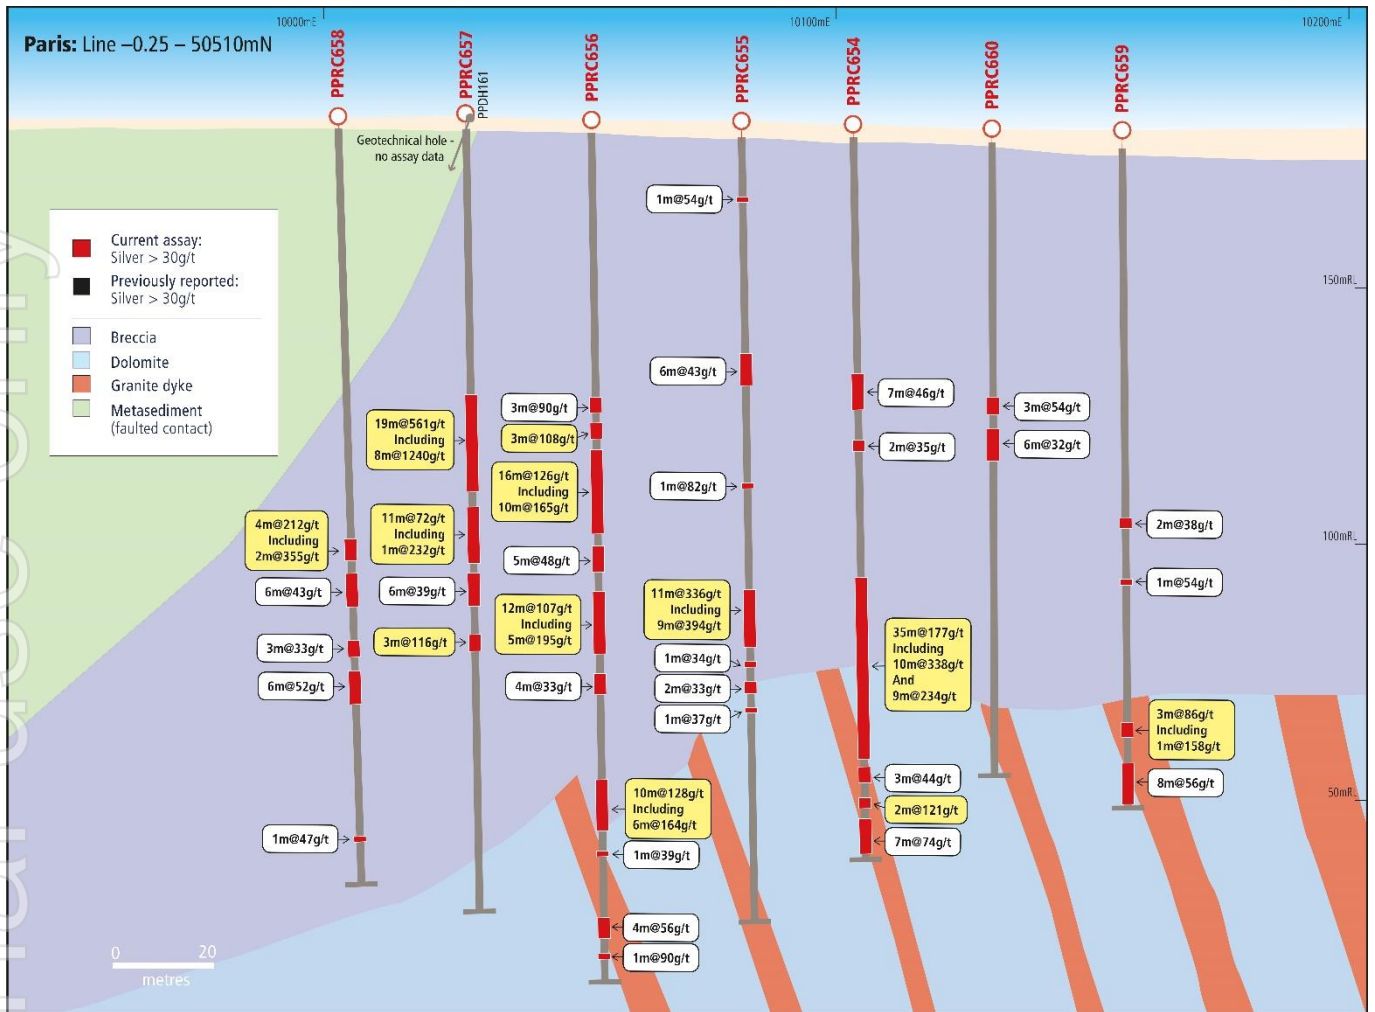 10000mE
10100mE
10200mE
Paris: Line –0.25 – 50510mN
PPRC658
PPRC657
PPDH161
PPRC656
PPRC655
PPRC654
PPRC660
PPRC659
Geotechnical hole -
no assay data
Current assay:
Silver > 30g/t
Previously reported:
Silver > 30g/t
Breccia
Dolomite
Granite dyke
Metasediment
(faulted contact)
150mRL
100mRL
50mRL
4m@212g/t
Including
2m@355g/t
6m@43g/t
3m@33g/t
6m@52g/t
1m@47g/t
19m@561g/t
Including
8m@1240g/t
11m@72g/t
Including
1m@232g/t
6m@39g/t
3m@116g/t
3m@90g/t
3m@108g/t
16m@126g/t
Including
10m@165g/t
5m@48g/t
12m@107g/t
Including
5m@195g/t
4m@33g/t
10m@128g/t
Including
6m@164g/t
1m@39g/t
4m@56g/t
1m@90g/t
1m@54g/t
6m@43g/t
1m@82g/t
11m@336g/t
Including
9m@394g/t
1m@34g/t
2m@33g/t
1m@37g/t
7m@46g/t
2m@35g/t
35m@177g/t
Including
10m@338g/t
And
9m@234g/t
3m@44g/t
2m@121g/t
7m@74g/t
3m@54g/t
6m@32g/t
2m@38g/t
1m@54g/t
3m@86g/t
Including
1m@158g/t
8m@56g/t
0 20
metres